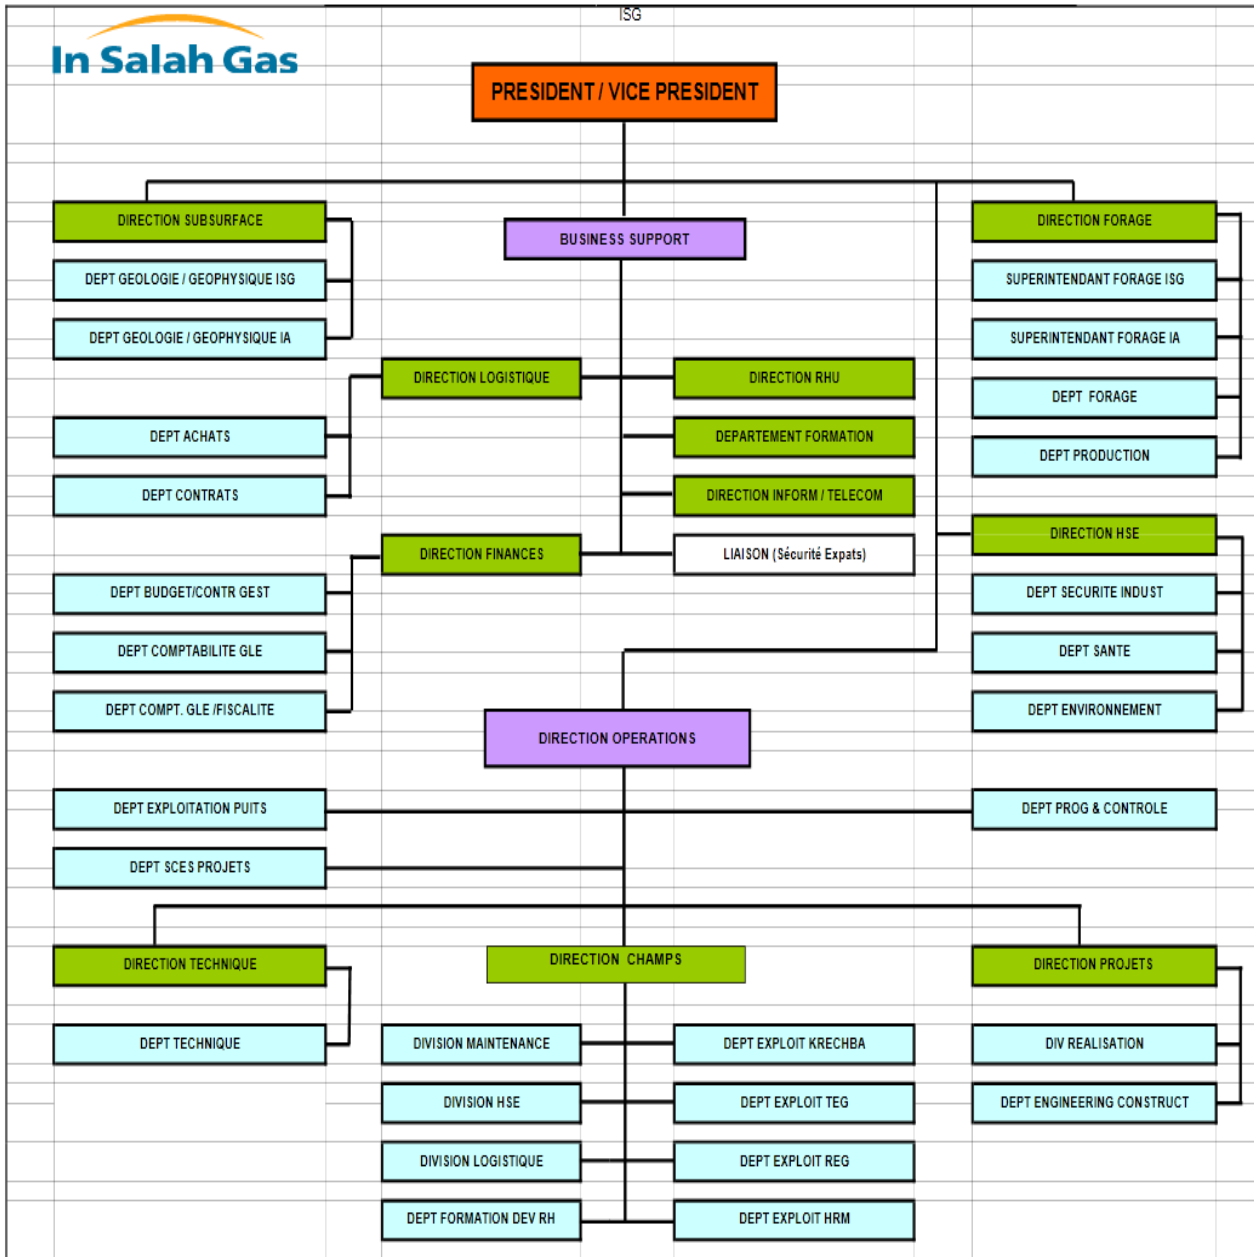 ISG
In Salah Gas
PRESIDENT / VICE PRESIDENT
DIRECTION SUBSURFACE
DEPT GEOLOGIE / GEOPHYSIQUE ISG
DEPT GEOLOGIE / GEOPHYSIQUE IA
BUSINESS SUPPORT
DIRECTION FORAGE
SUPERINTENDANT FORAGE ISG
SUPERINTENDANT FORAGE IA
DEPT FORAGE
DEPT PRODUCTION
DIRECTION LOGISTIQUE
DEPT ACHATS
DEPT CONTRATS
DIRECTION RHU
DEPARTEMENT FORMATION
DIRECTION INFORM / TELECOM
LIAISON (Sécurité Expats)
DIRECTION FINANCES
DEPT BUDGET/CONTR GEST
DEPT COMPTABILITE GLE
DEPT COMPT. GLE /FISCALITE
DIRECTION HSE
DEPT SECURITE INDUST
DEPT SANTE
DEPT ENVIRONNEMENT
DIRECTION OPERATIONS
DEPT EXPLOITATION PUITS
DEPT PROG & CONTROLE
DEPT SCES PROJETS
DIRECTION TECHNIQUE
DEPT TECHNIQUE
DIRECTION CHAMPS
DIVISION MAINTENANCE
DEPT EXPLOIT KRECHBA
DIVISION HSE
DEPT EXPLOIT TEG
DIVISION LOGISTIQUE
DEPT EXPLOIT REG
DEPT FORMATION DEV RH
DEPT EXPLOIT HRM
DIRECTION PROJETS
DIV REALISATION
DEPT ENGINEERING CONSTRUCT